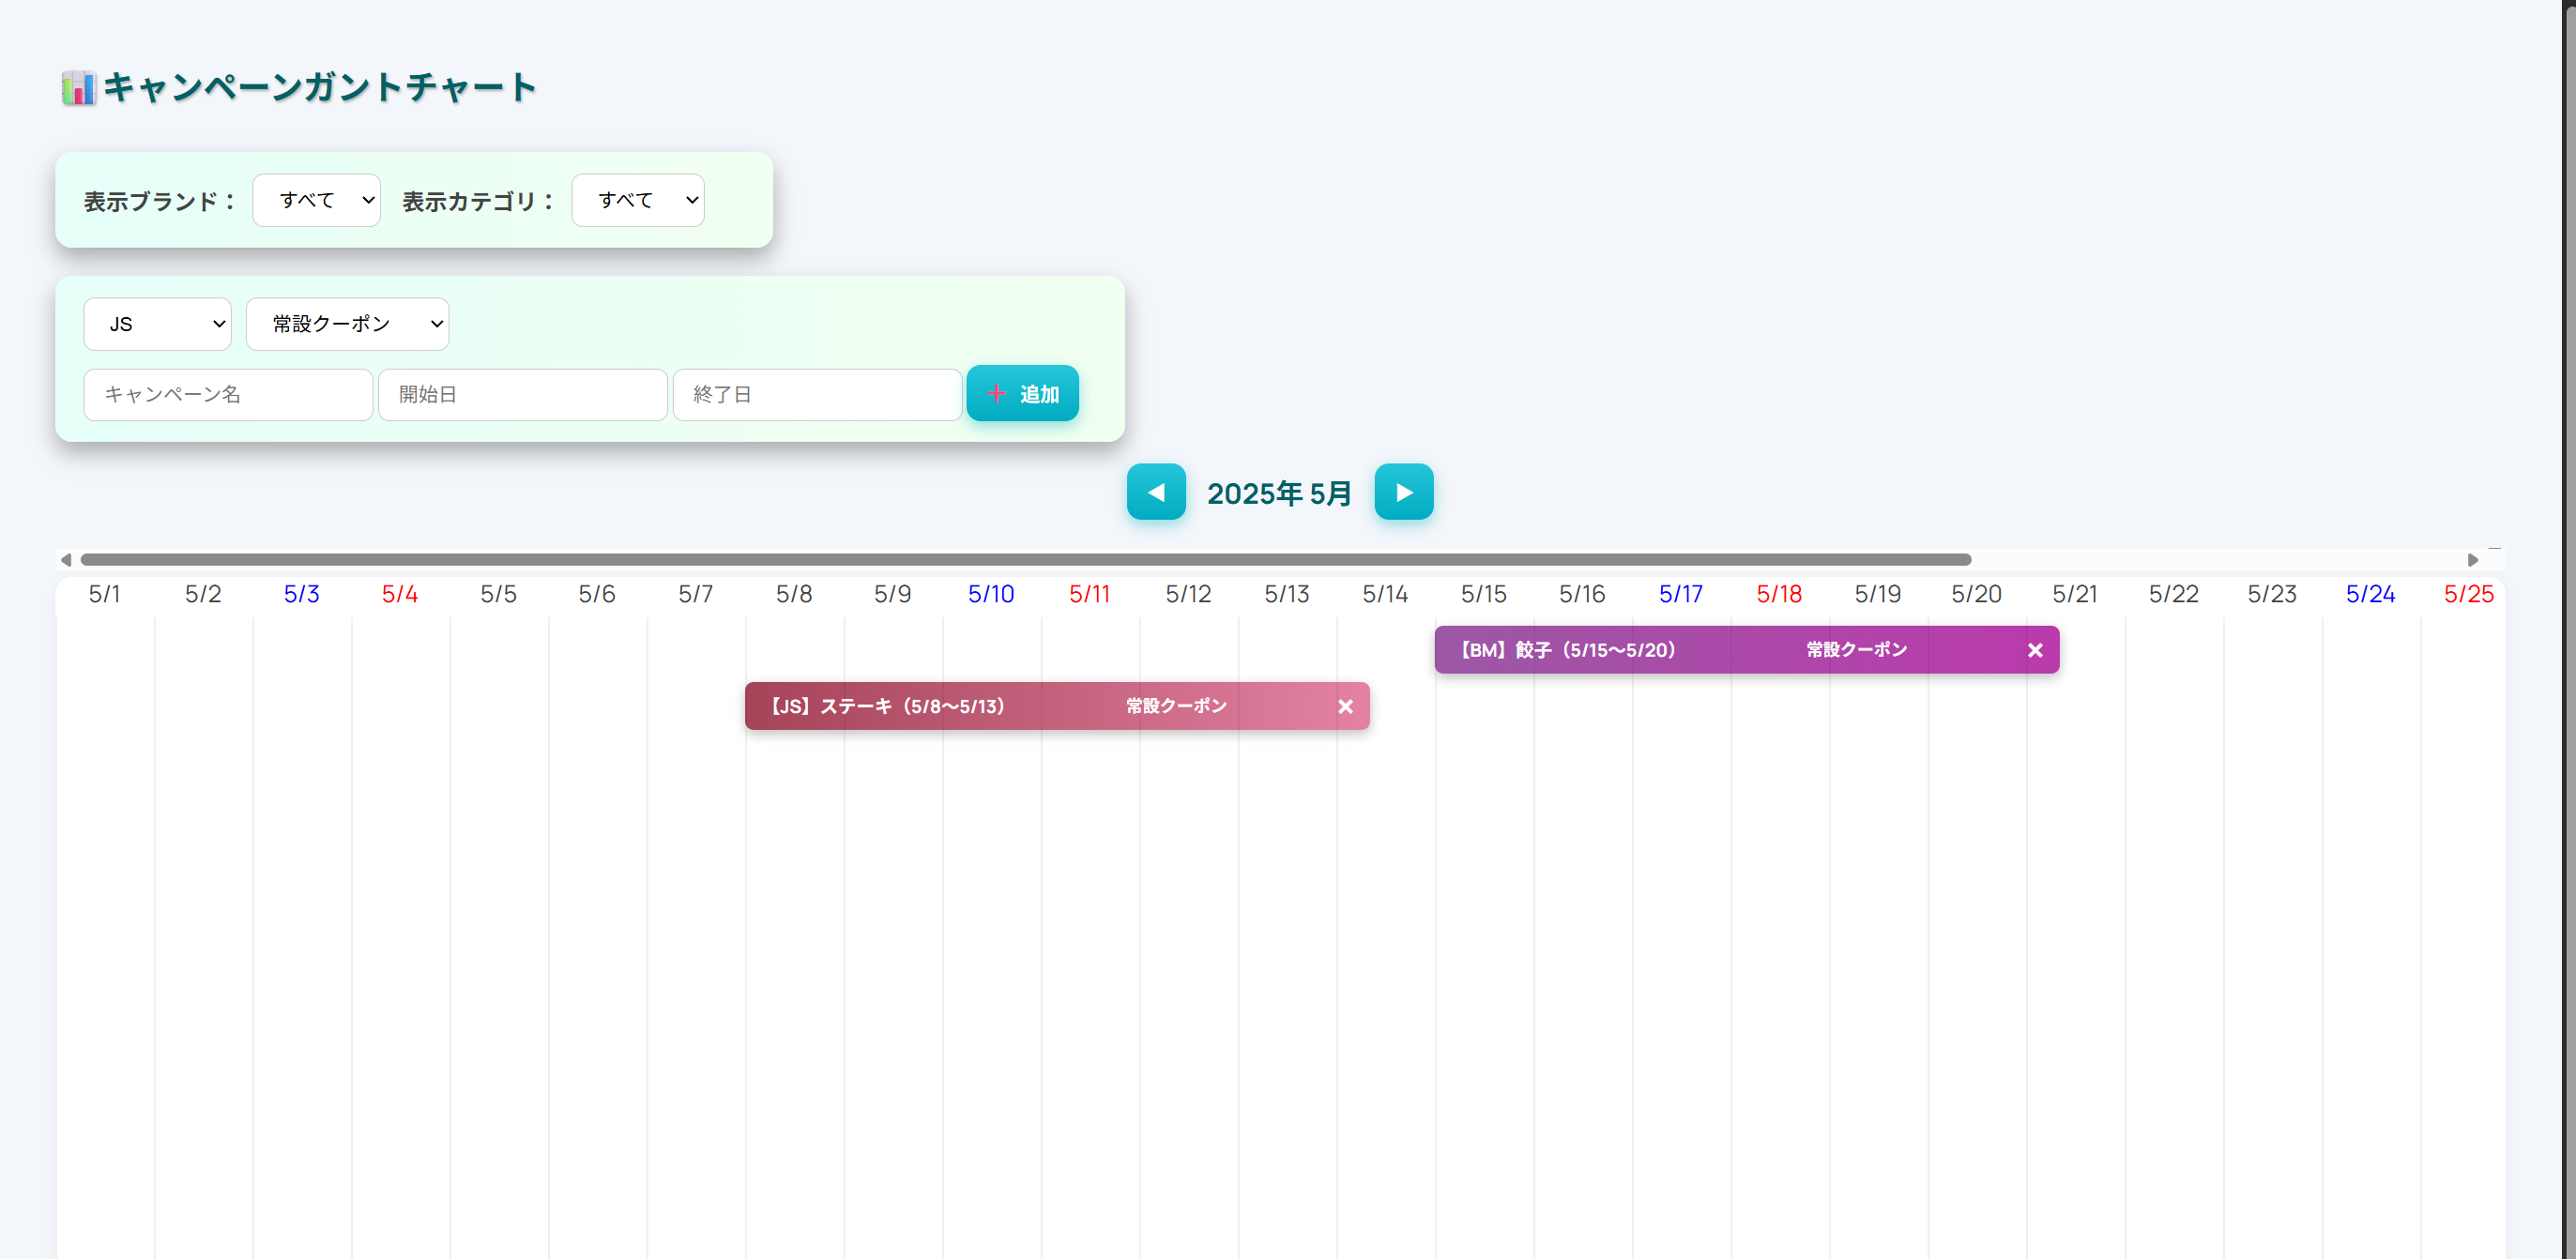 📊キャンペーンガントチャート
表示ブランド： すべて 表示カテゴリ： すべて
JS 常設クーポン
キャンペーン名 開始日 終了日 ＋ 追加
◀ 2025年 5月 ▶
5/1 5/2 5/3 5/4 5/5 5/6 5/7 5/8 5/9 5/10 5/11 5/12 5/13 5/14 5/15 5/16 5/17 5/18 5/19 5/20 5/21 5/22 5/23 5/24 5/25
【BM】餃子（5/15〜5/20） 常設クーポン ×
【JS】ステーキ（5/8〜5/13） 常設クーポン ×